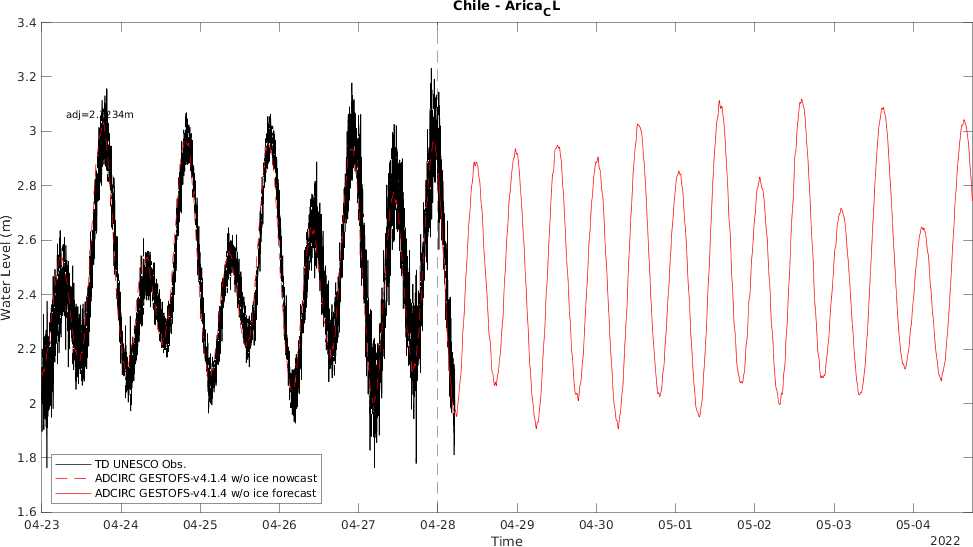 Chile - Arica_CL
3.4
3.2
3
2.8
2.6
2.4
2.2
2
1.8
1.6
Water Level (m)
TD UNESCO Obs.
ADCIRC GESTOFS-v4.1.4 w/o ice nowcast
ADCIRC GESTOFS-v4.1.4 w/o ice forecast
04-23 04-24 04-25 04-26 04-27 04-28 04-29 04-30 05-01 05-02 05-03 05-04
Time
2022